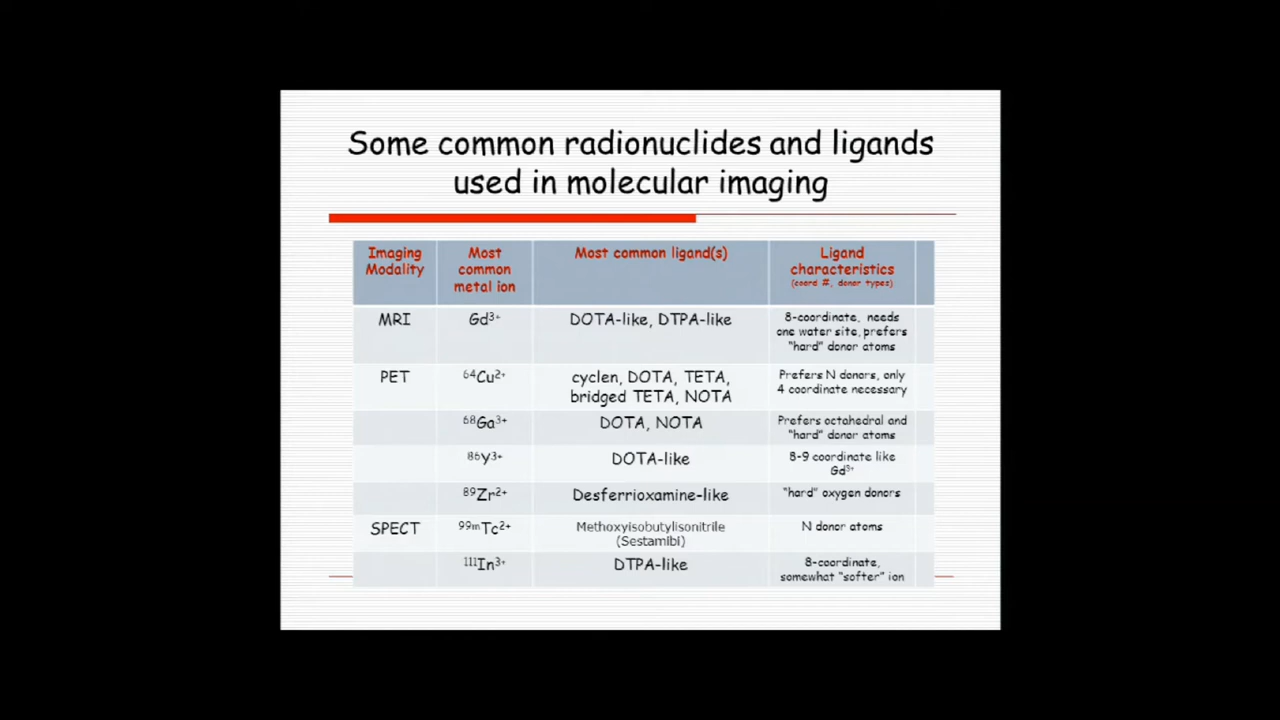 Some common radionuclides and ligands
used in molecular imaging
Imaging
Modality
Most
common
metal ion
Most common ligand(s)
Ligand
characteristics
(coord #, donor types)
MRI
Gd³⁺
DOTA-like, DTPA-like
8-coordinate, needs
one water site, prefers
"hard" donor atoms
PET
⁶⁴Cu²⁺
cyclen, DOTA, TETA,
bridged TETA, NOTA
Prefers N donors, only
4 coordinate necessary
⁶⁸Ga³⁺
DOTA, NOTA
Prefers octahedral and
"hard" donor atoms
⁸⁶Y³⁺
DOTA-like
8-9 coordinate like
Gd³⁺
⁸⁹Zr²⁺
Desferrioxamine-like
"hard" oxygen donors
SPECT
⁹⁹ᵐTc²⁺
Methoxyisobutylisonitrile
(Sestamibi)
N donor atoms
¹¹¹In³⁺
DTPA-like
8-coordinate,
somewhat "softer" ion